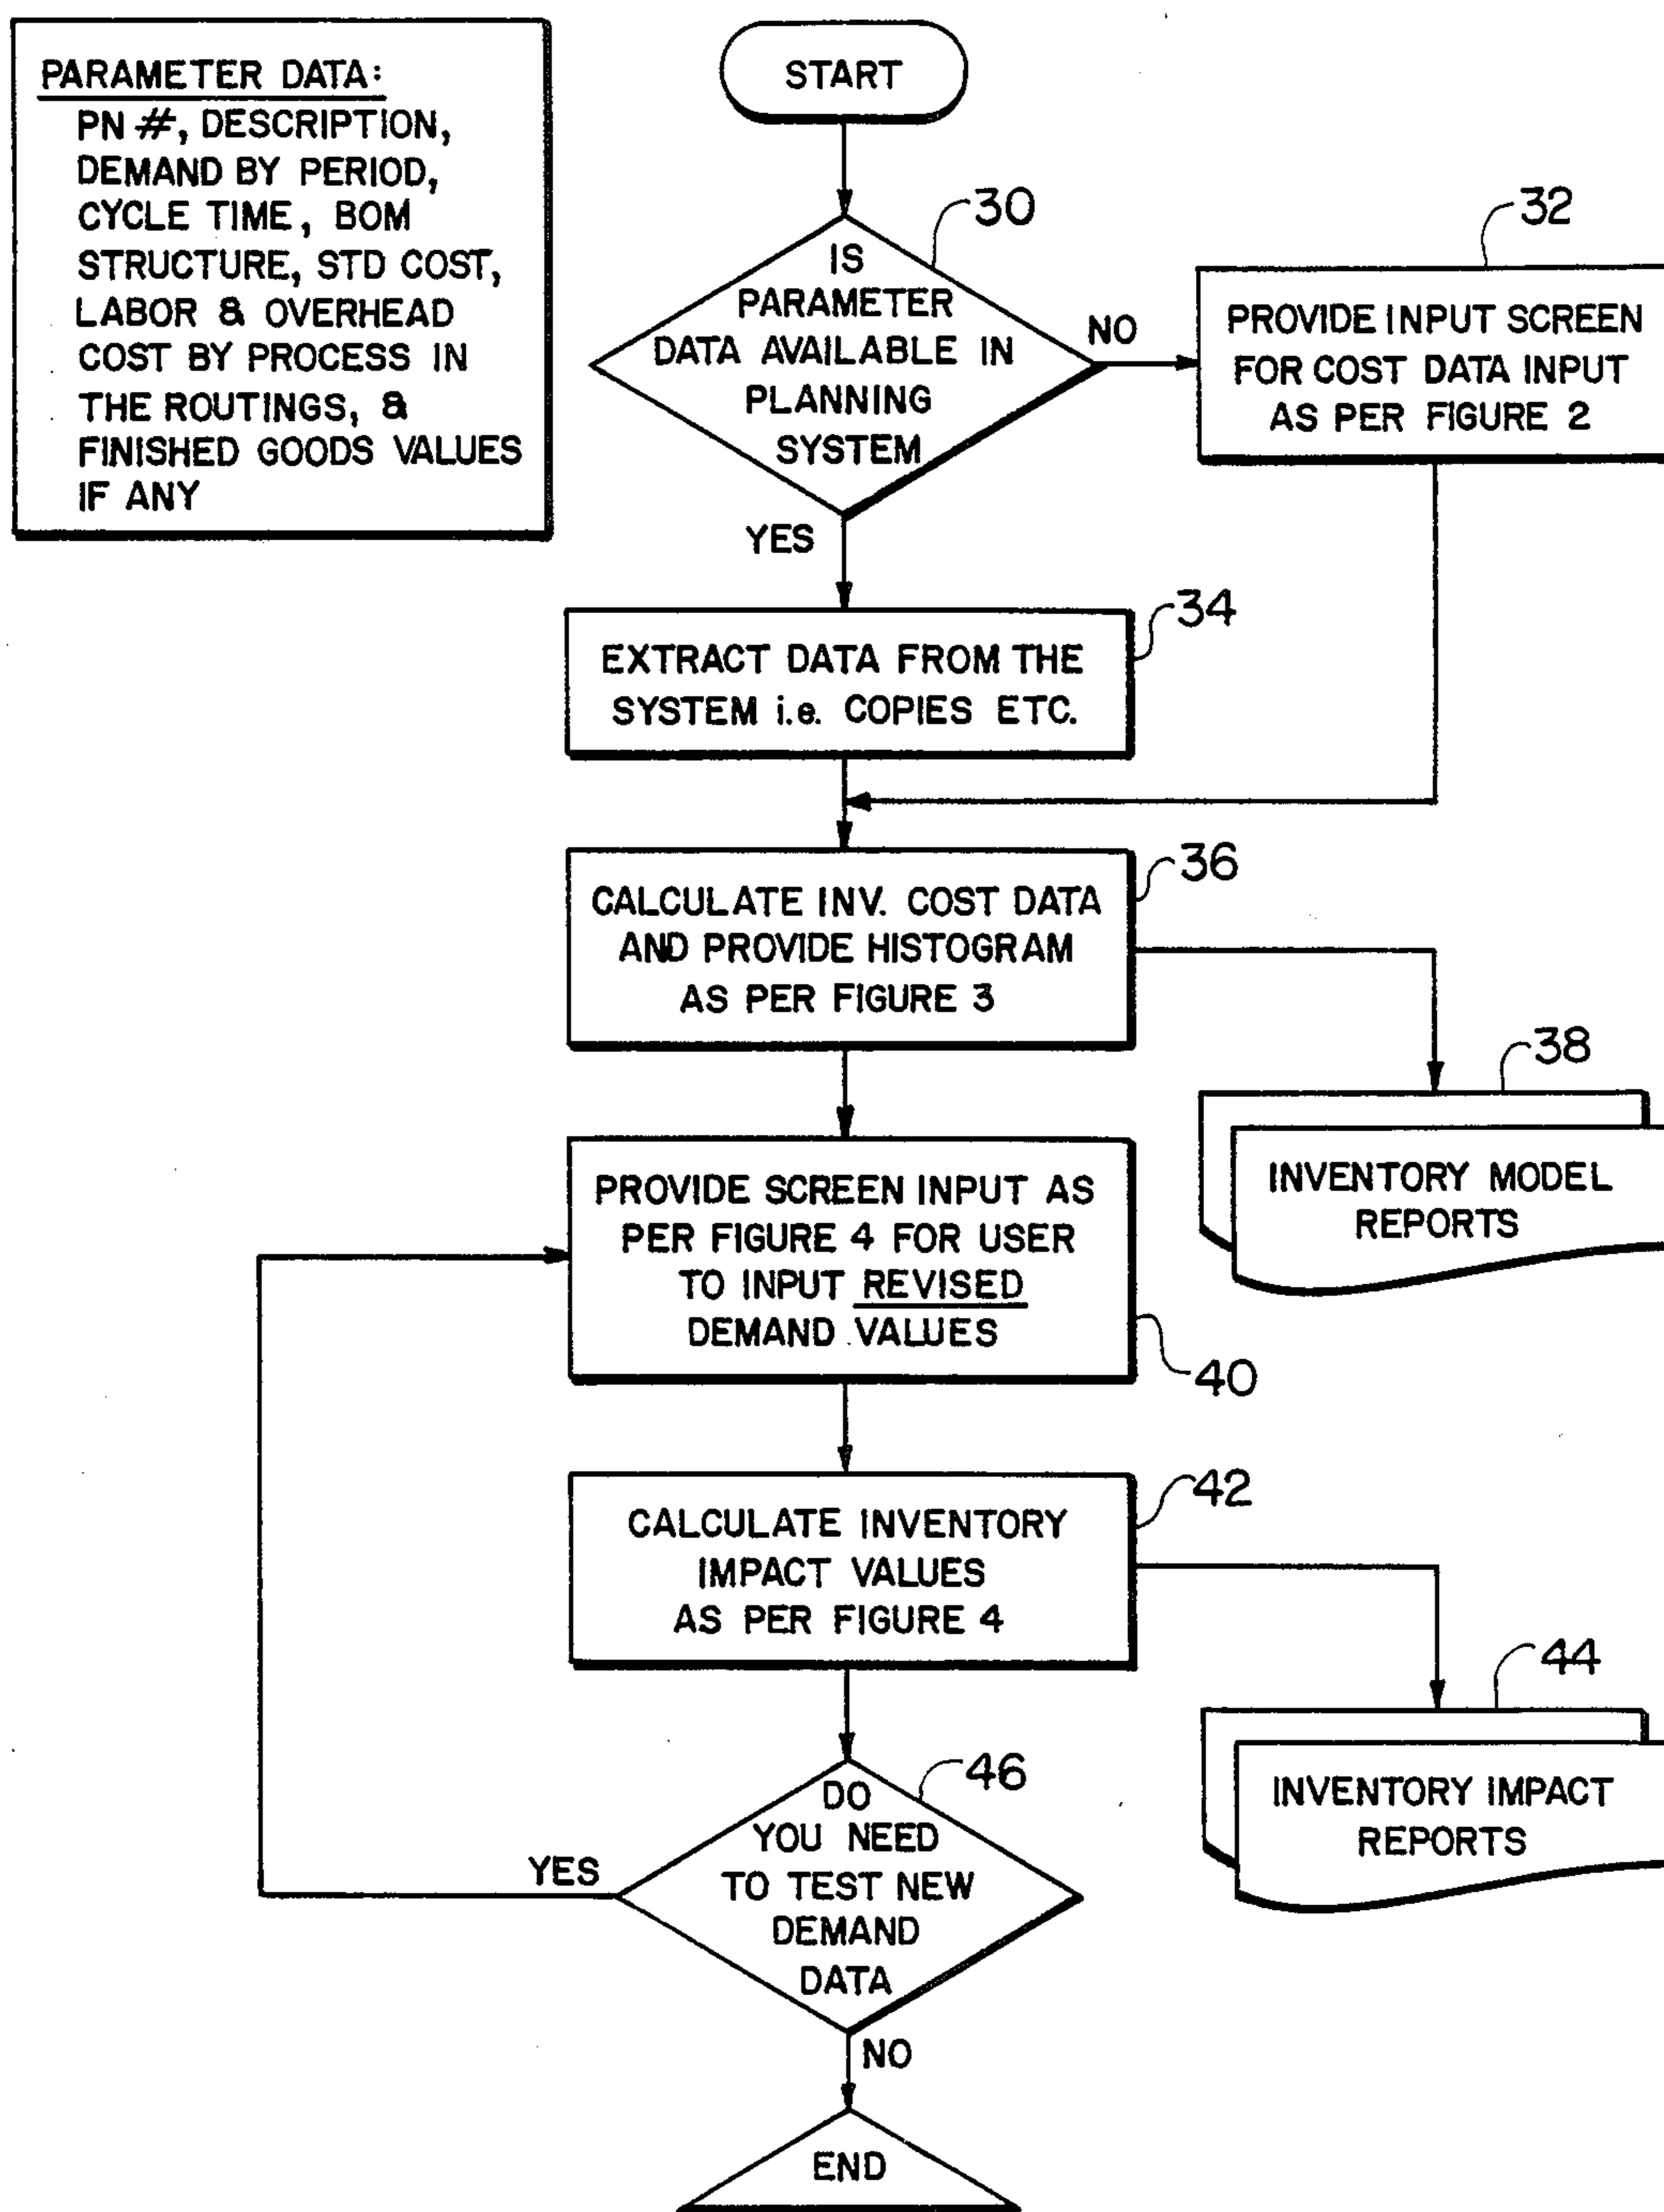 PARAMETER DATA:
PN #, DESCRIPTION,
DEMAND BY PERIOD,
CYCLE TIME, BOM
STRUCTURE, STD COST,
LABOR & OVERHEAD
COST BY PROCESS IN
THE ROUTINGS, &
FINISHED GOODS VALUES
IF ANY
START
30
IS
PARAMETER
DATA AVAILABLE IN
PLANNING
SYSTEM
NO
32
PROVIDE INPUT SCREEN
FOR COST DATA INPUT
AS PER FIGURE 2
YES
34
EXTRACT DATA FROM THE
SYSTEM i.e. COPIES ETC.
36
CALCULATE INV. COST DATA
AND PROVIDE HISTOGRAM
AS PER FIGURE 3
38
INVENTORY MODEL
REPORTS
PROVIDE SCREEN INPUT AS
PER FIGURE 4 FOR USER
TO INPUT REVISED
DEMAND VALUES
40
42
CALCULATE INVENTORY
IMPACT VALUES
AS PER FIGURE 4
44
INVENTORY IMPACT
REPORTS
46
DO
YOU NEED
TO TEST NEW
DEMAND
DATA
YES
NO
END